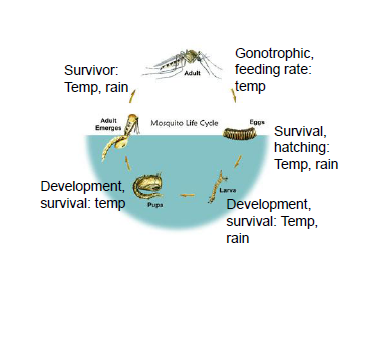 Gonotrophic,
feeding rate:
temp
Survivor:
Temp, rain
Adult
Adult
Emerges
Mosquito Life Cycle
Eggs
Survival,
hatching:
Temp, rain
Development,
survival: temp
Pupa
Larva
Development,
survival: Temp,
rain